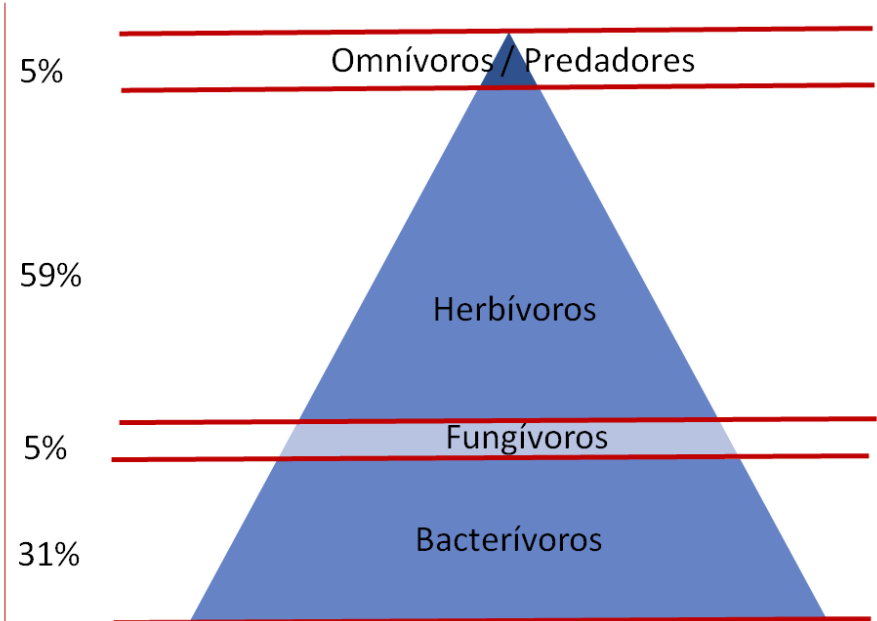 5%
Omnívoros / Predadores
59%
Herbívoros
5%
Fungívoros
31%
Bacterívoros